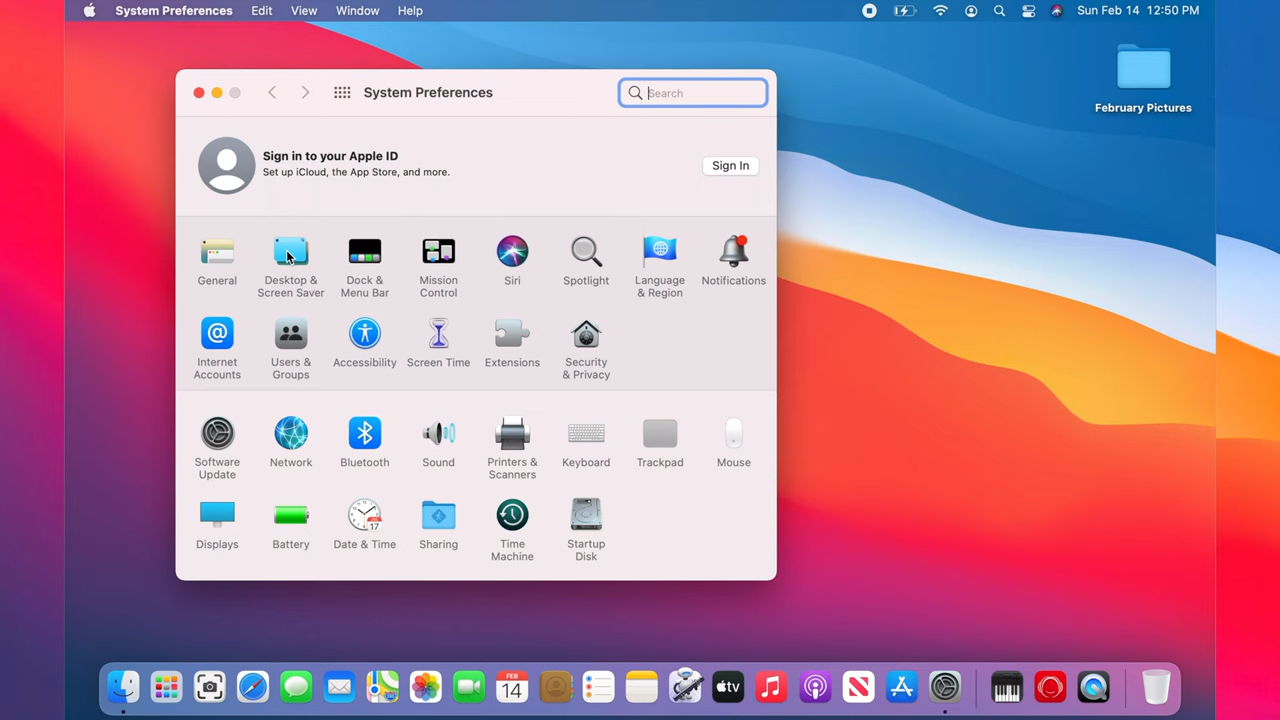 System Preferences Edit View Window Help Sun Feb 14 12:50 PM
February Pictures
System Preferences
Search
Sign in to your Apple ID
Set up iCloud, the App Store, and more.
Sign In
General
Desktop &
Screen Saver
Dock &
Menu Bar
Mission
Control
Siri
Spotlight
Language
& Region
Notifications
Internet
Accounts
Users &
Groups
Accessibility
Screen Time
Extensions
Security
& Privacy
Software
Update
Network
Bluetooth
Sound
Printers &
Scanners
Keyboard
Trackpad
Mouse
Displays
Battery
JUL
17
Date & Time
Sharing
Time
Machine
Startup
Disk
FEB
14
tv